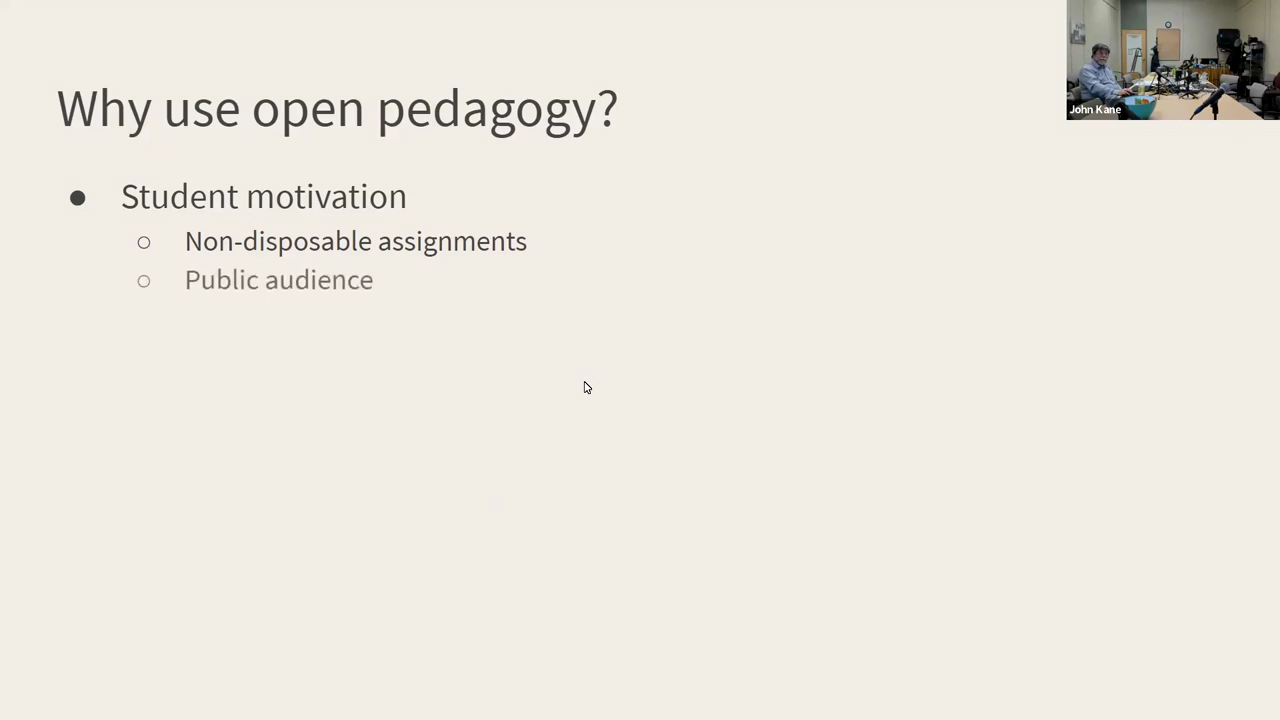 Why use open pedagogy?
● Student motivation
○ Non-disposable assignments
○ Public audience
John Kane